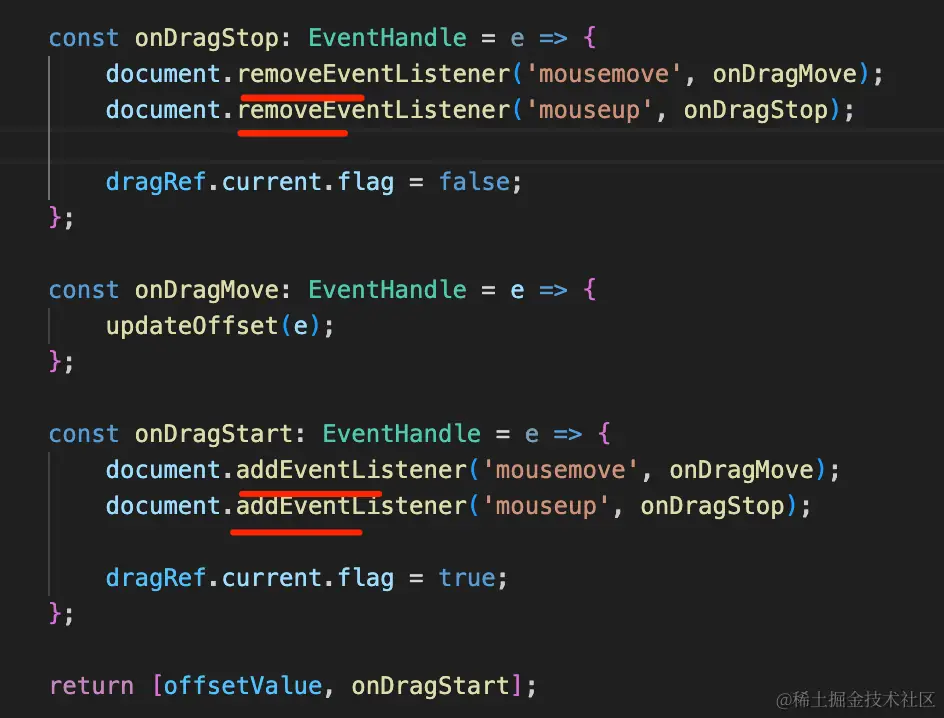 const onDragStop: EventHandle = e => {
    document.removeEventListener('mousemove', onDragMove);
    document.removeEventListener('mouseup', onDragStop);

    dragRef.current.flag = false;
};

const onDragMove: EventHandle = e => {
    updateOffset(e);
};

const onDragStart: EventHandle = e => {
    document.addEventListener('mousemove', onDragMove);
    document.addEventListener('mouseup', onDragStop);

    dragRef.current.flag = true;
};

return [offsetValue, onDragStart];
@稀土掘金技术社区